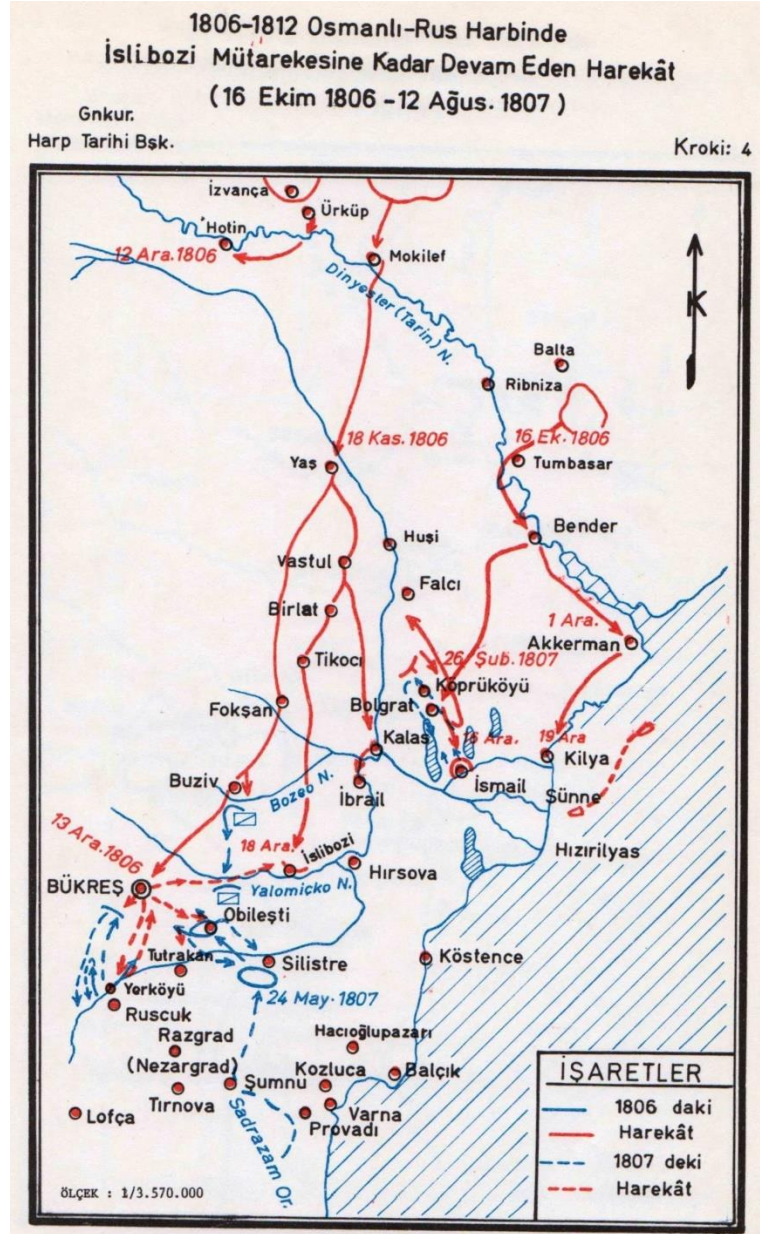 1806-1812 Osmanlı-Rus Harbinde
İslibozi Mütarekesine Kadar Devam Eden Harekât
(16 Ekim 1806 -12 Ağus. 1807)
Gnkur.
Harp Tarihi Bşk.
Kroki: 4
İzvança
Ürküp
Hotin
12 Ara.1806
Mokilef
Dinyester (Tarin) N.
K
Balta
Ribniza
18 Kas. 1806
16 Ek. 1806
Yaş
Tumbasar
Bender
Huşi
Vastul
Falcı
Birlat
1 Ara.
Akkerman
Tikocı
26 Şub. 1807
Köprüköyü
Fokşan
Bolgrat
Kalas
16 Ara.
19 Ara
Kilya
Buziv
Bozeo N.
İbrail
İsmail
Sünne
13 Ara.1806
18 Ara.
İslibozi
Hızırilyas
Hırsova
BÜKREŞ
Yalomiçko N.
Obileşti
Tutrakan
Silistre
Köstence
Yerköyü
24 May. 1807
Ruscuk
Razgrad
(Nezargrad)
Hacıoğlupazarı
Şumnu
Kozluca
Balçık
Tırnova
Lofça
Varna
Provadı
Sadrazam Or.
İŞARETLER
1806 daki
Harekât
1807 deki
Harekât
ÖLÇEK : 1/3.570.000